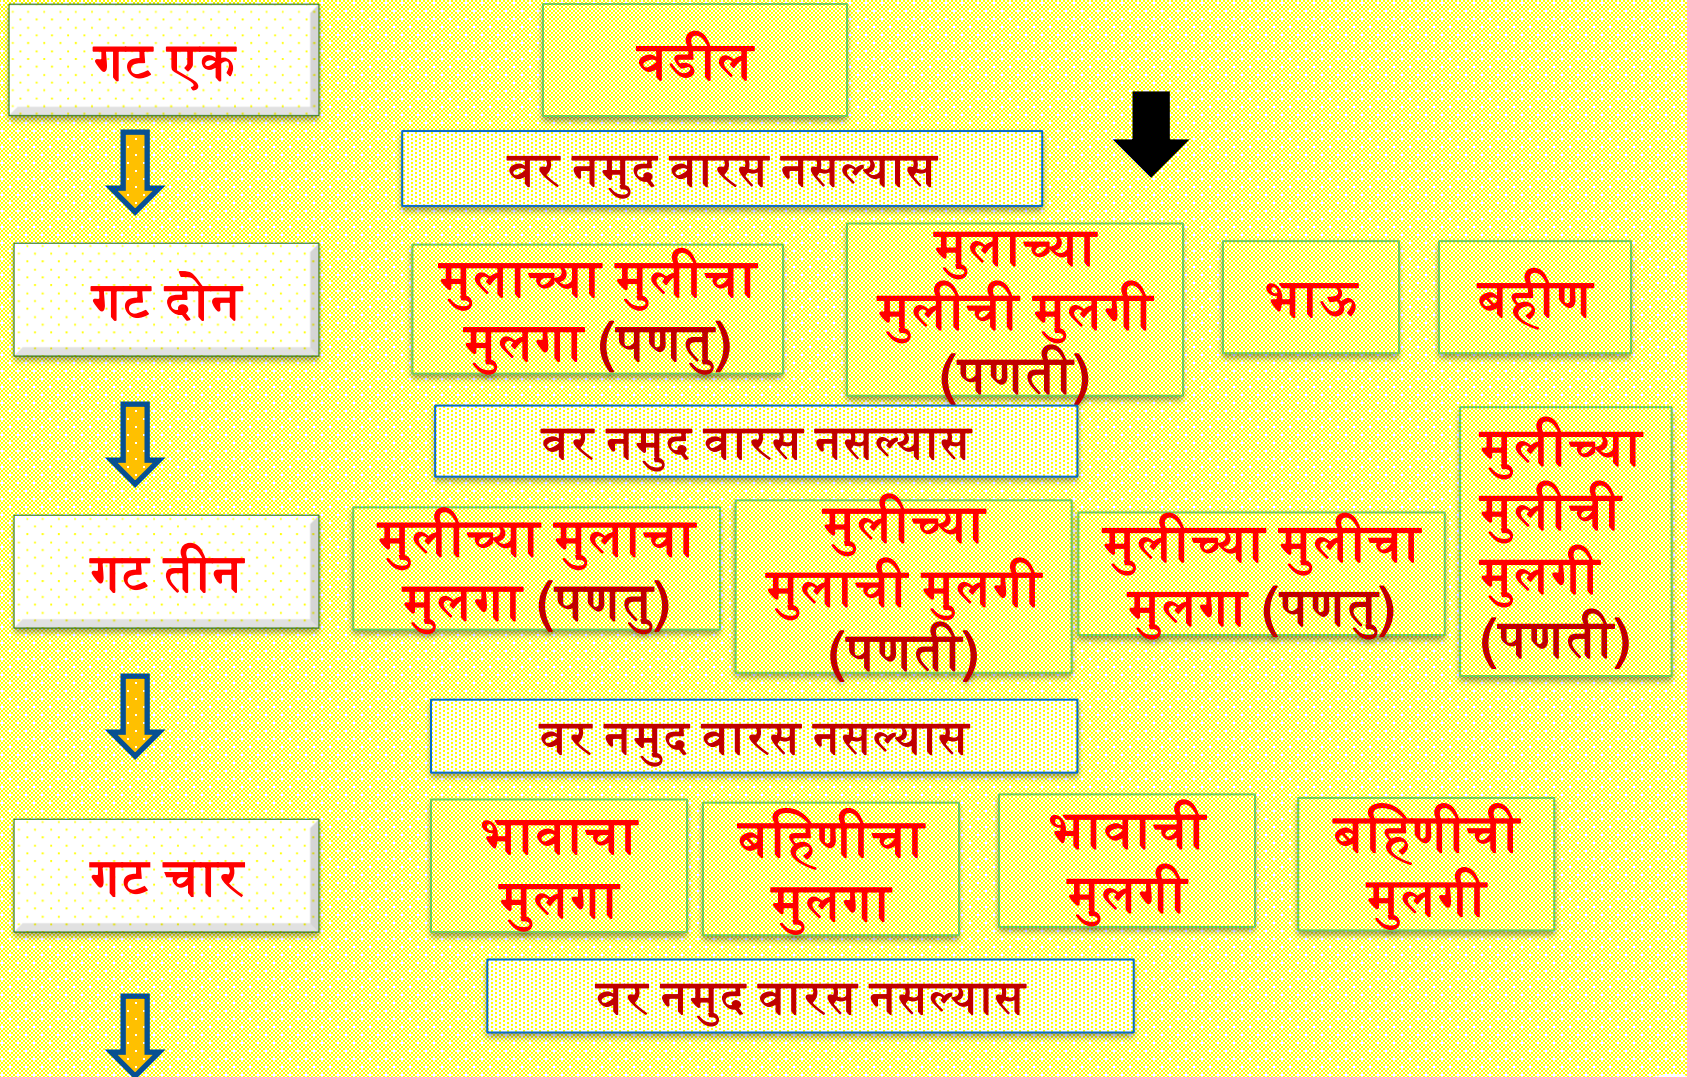 गट एक
वडील
वर नमुद वारस नसल्यास
गट दोन
मुलाच्या मुलीचा
मुलगा (पणतु)
मुलाच्या
मुलीची मुलगी
(पणती)
भाऊ
बहीण
वर नमुद वारस नसल्यास
गट तीन
मुलीच्या मुलाचा
मुलगा (पणतु)
मुलीच्या
मुलाची मुलगी
(पणती)
मुलीच्या मुलीचा
मुलगा (पणतु)
मुलीच्या
मुलीची
मुलगी
(पणती)
वर नमुद वारस नसल्यास
गट चार
भावाचा
मुलगा
बहिणीचा
मुलगा
भावाची
मुलगी
बहिणीची
मुलगी
वर नमुद वारस नसल्यास